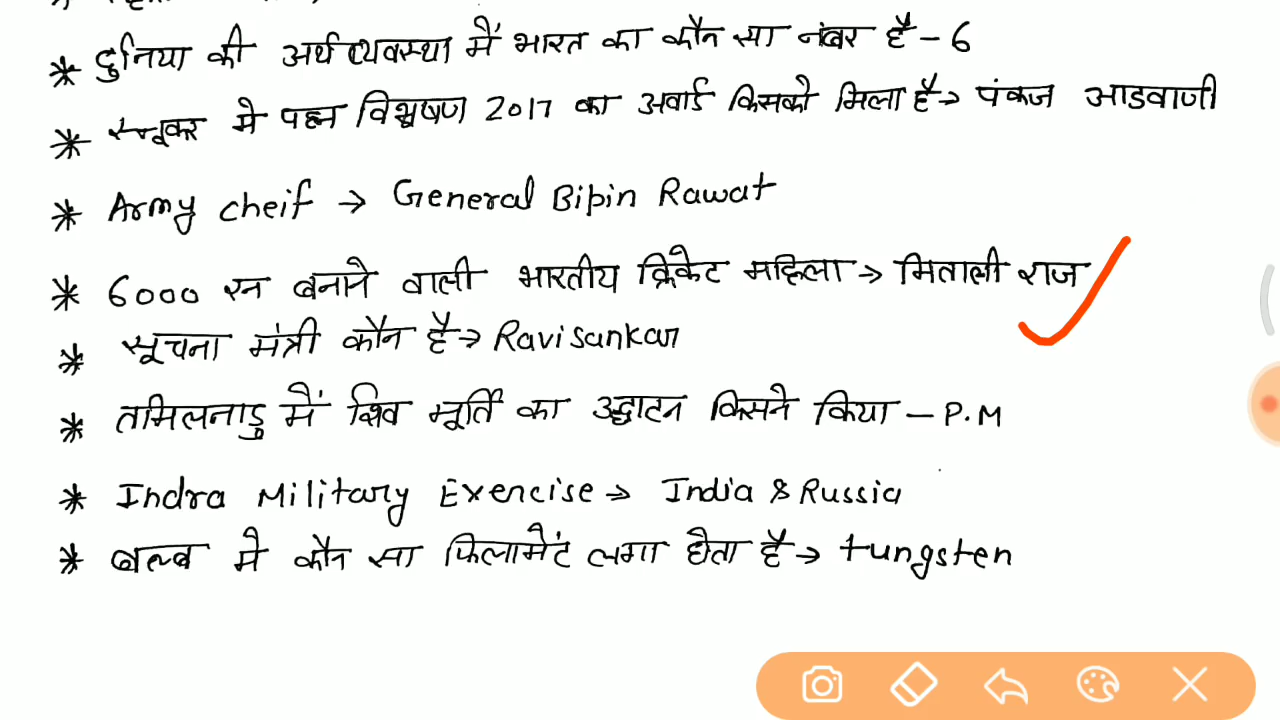 * दुनिया की अर्थव्यवस्था में भारत का कौन सा नंबर है - 6
* स्नूकर मे पद्म विभूषण 2017 का अवार्ड किसको मिला है → पंकज आडवाणी
* Army cheif → General Bipin Rawat
* 6000 रन बनाने वाली भारतीय क्रिकेट महिला → मिताली राज
* सूचना मंत्री कौन है → Ravisankar
* तमिलनाडु में शिव मूर्ति का उद्घाटन किसने किया - P.M
* Indra Military Exercise → India & Russia
* बल्ब मे कौन सा फिलामेंट लगा होता है → tungsten